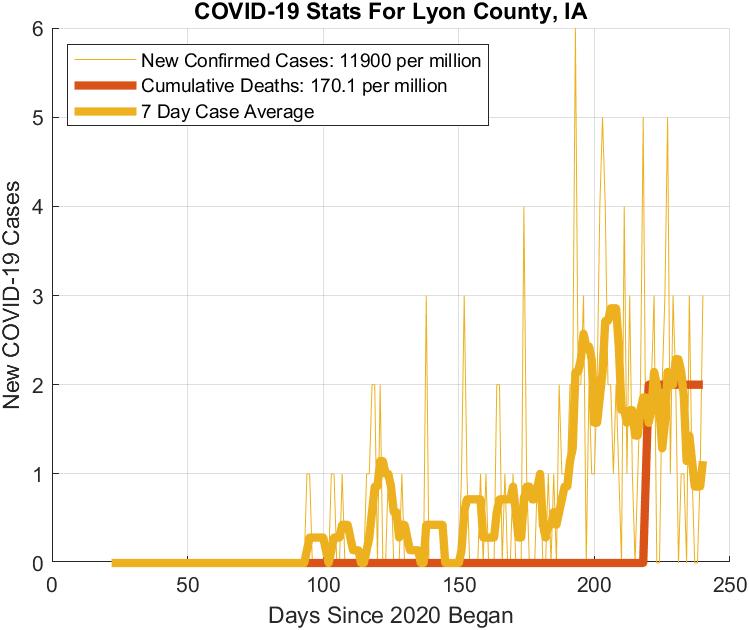 COVID-19 Stats For Lyon County, IA
New Confirmed Cases: 11900 per million
Cumulative Deaths: 170.1 per million
7 Day Case Average
New COVID-19 Cases
6
5
4
3
2
1
0
0 50 100 150 200 250
Days Since 2020 Began